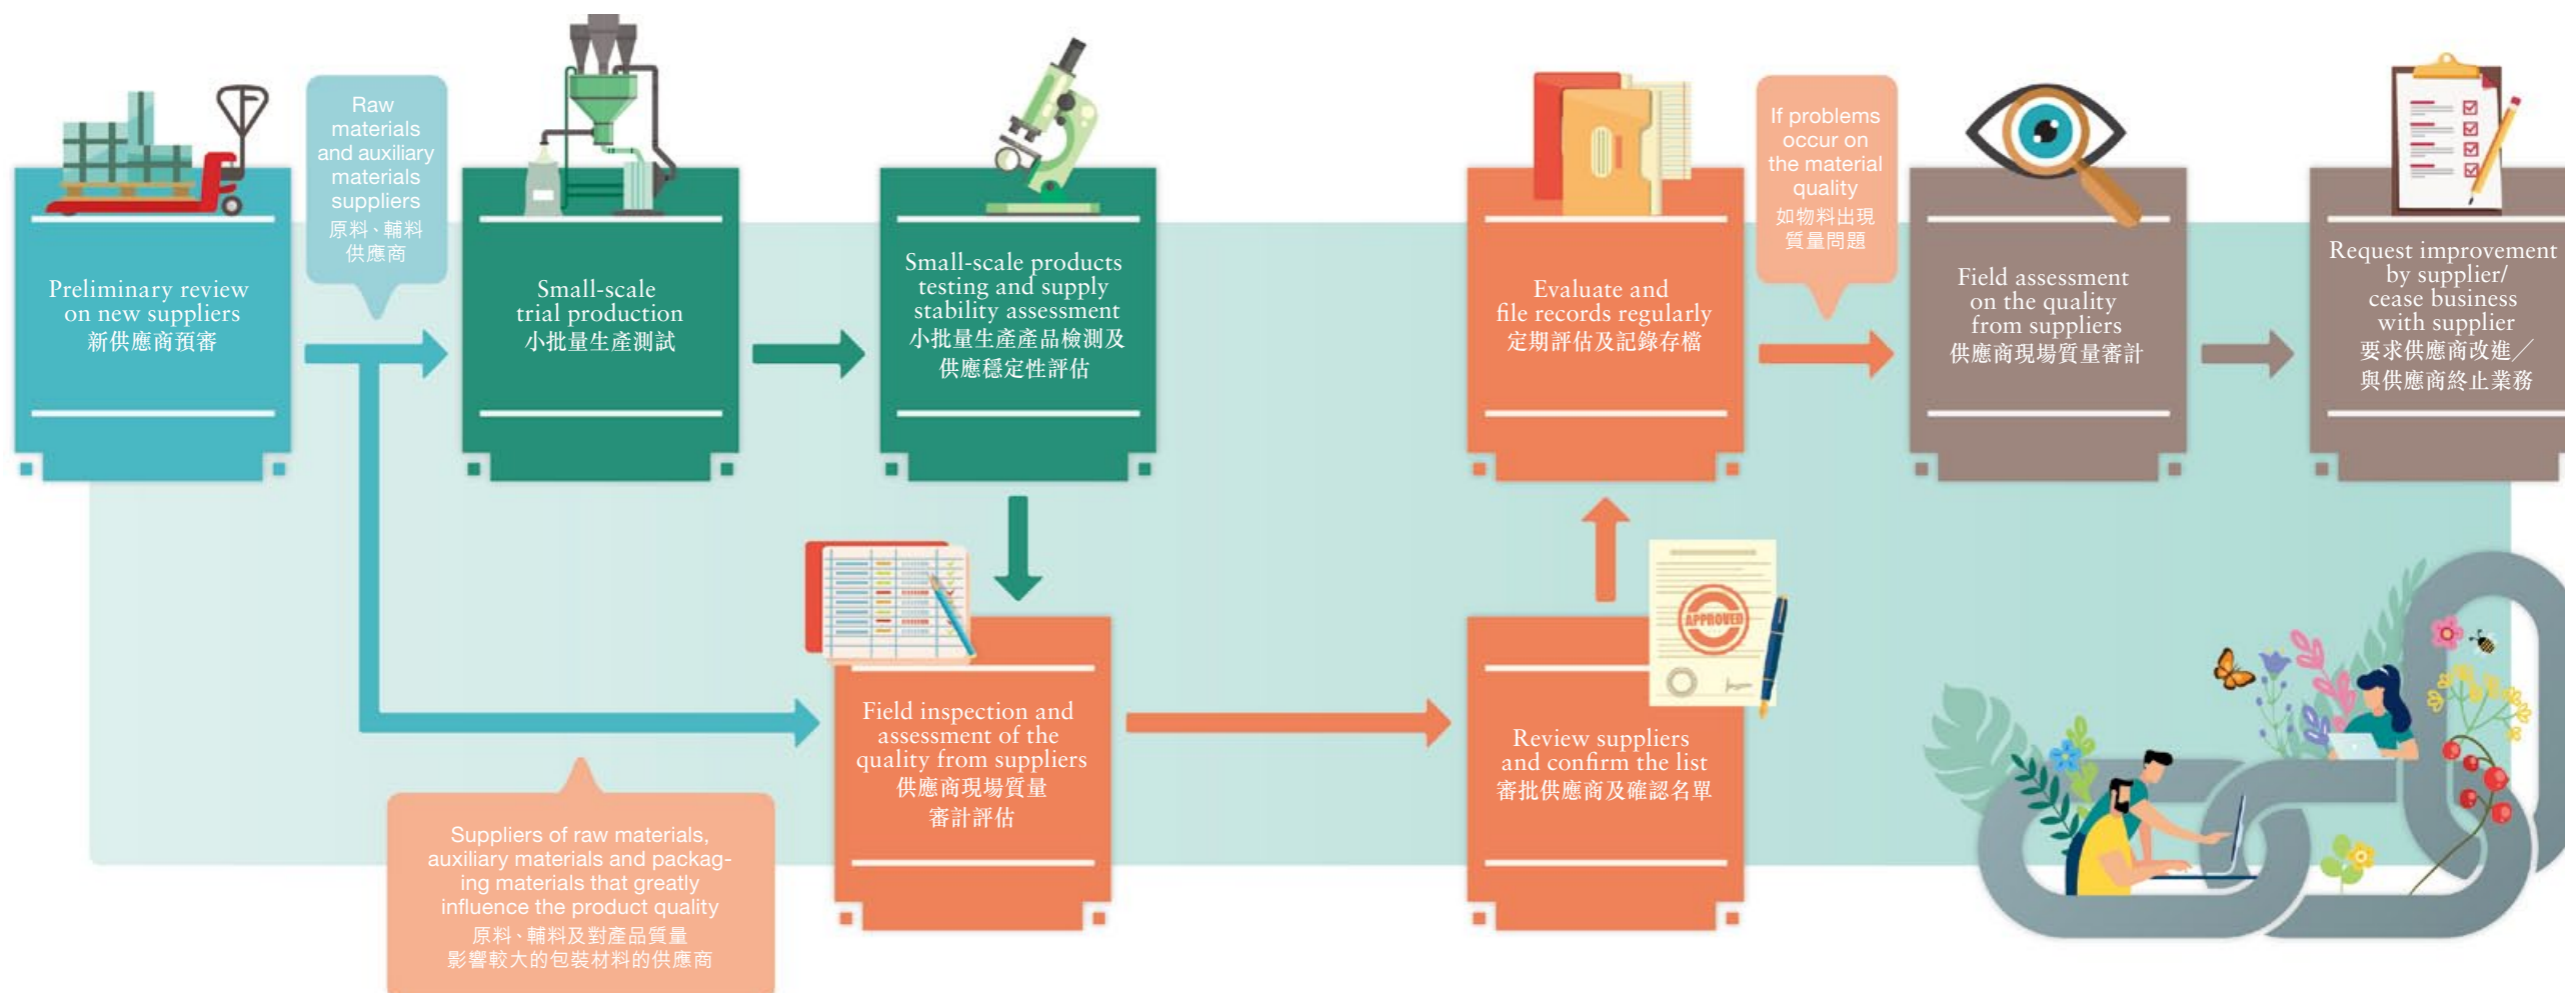 Preliminary review
on new suppliers
新供應商預審
Raw
materials
and auxiliary
materials
suppliers
原料、輔料
供應商
Small-scale
trial production
小批量生產測試
Small-scale products
testing and supply
stability assessment
小批量生產產品檢測及
供應穩定性評估
Suppliers of raw materials,
auxiliary materials and packag-
ing materials that greatly
influence the product quality
原料、輔料及對產品質量
影響較大的包裝材料的供應商
Field inspection and
assessment of the
quality from suppliers
供應商現場質量
審計評估
APPROVED
Review suppliers
and confirm the list
審批供應商及確認名單
Evaluate and
file records regularly
定期評估及記錄存檔
If problems
occur on
the material
quality
如物料出現
質量問題
Field assessment
on the quality
from suppliers
供應商現場質量審計
Request improvement
by supplier/
cease business
with supplier
要求供應商改進／
與供應商終止業務